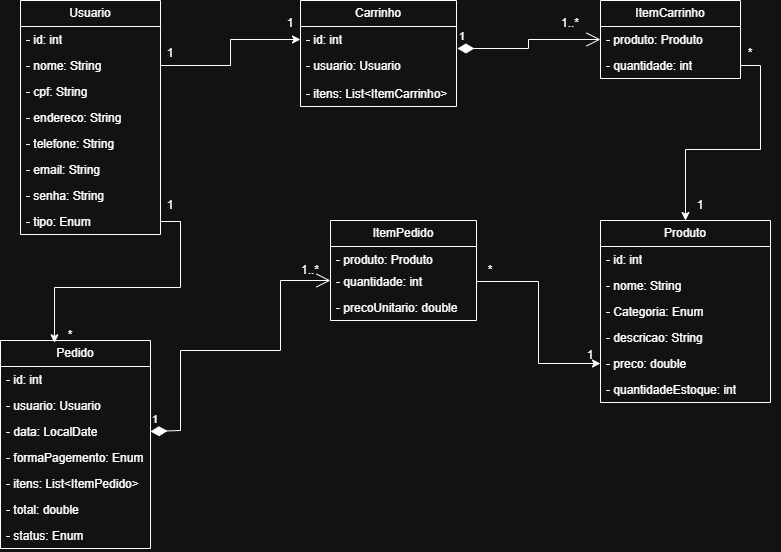 Usuario
- id: int
- nome: String
- cpf: String
- endereco: String
- telefone: String
- email: String
- senha: String
- tipo: Enum
1
1
Carrinho
- id: int
- usuario: Usuario
- itens: List<ItemCarrinho>
1
1..*
ItemCarrinho
- produto: Produto
- quantidade: int
*
1
Produto
- id: int
- nome: String
- Categoria: Enum
- descricao: String
- preco: double
- quantidadeEstoque: int
1
*
Pedido
- id: int
- usuario: Usuario
- data: LocalDate
- formaPagemento: Enum
- itens: List<ItemPedido>
- total: double
- status: Enum
1
1..*
ItemPedido
- produto: Produto
- quantidade: int
- precoUnitario: double
*
1